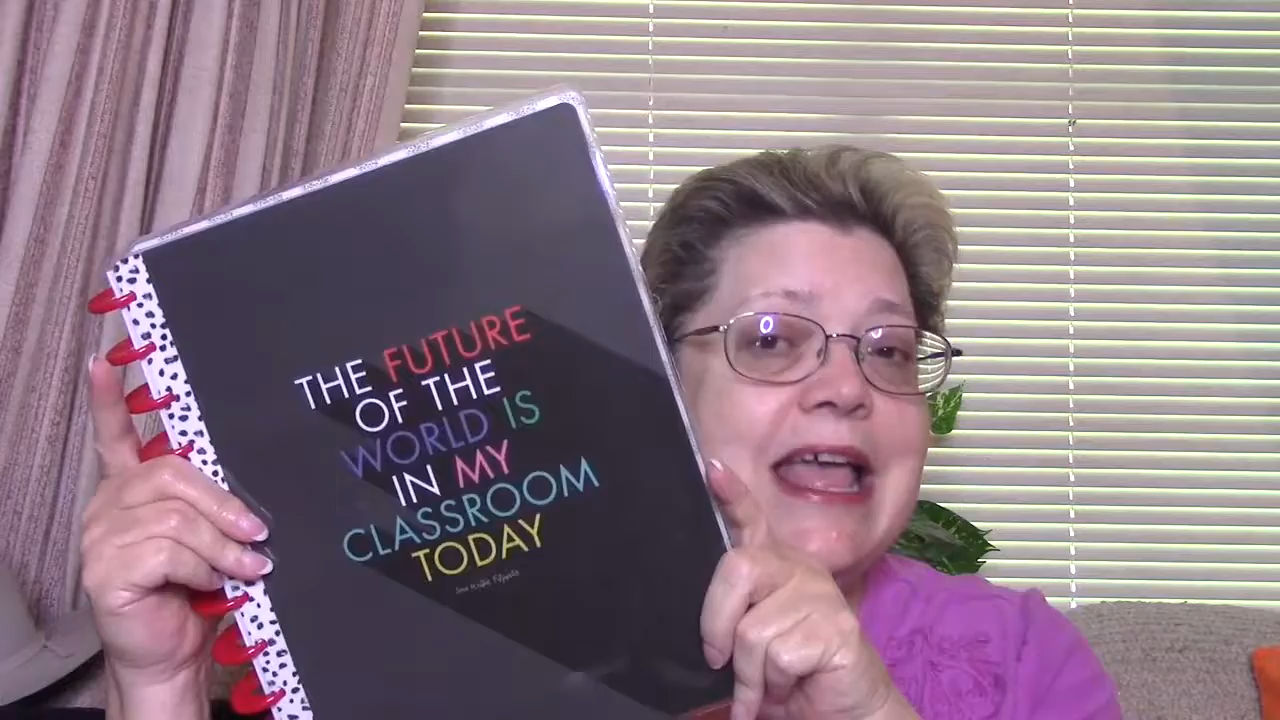 THE FUTURE
OF THE
WORLD IS
IN MY
CLASSROOM
TODAY